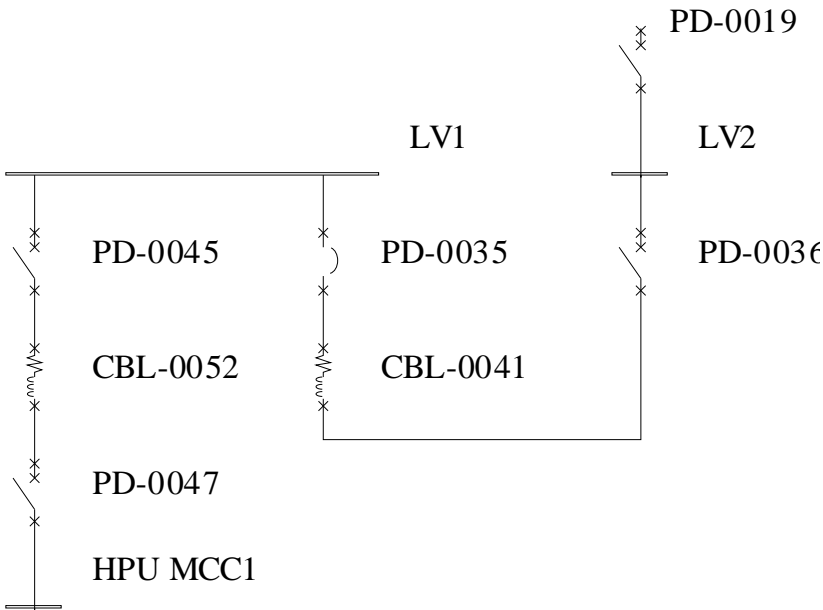 PD-0019
LV1
LV2
PD-0045
PD-0035
PD-0036
CBL-0052
CBL-0041
PD-0047
HPU MCC1